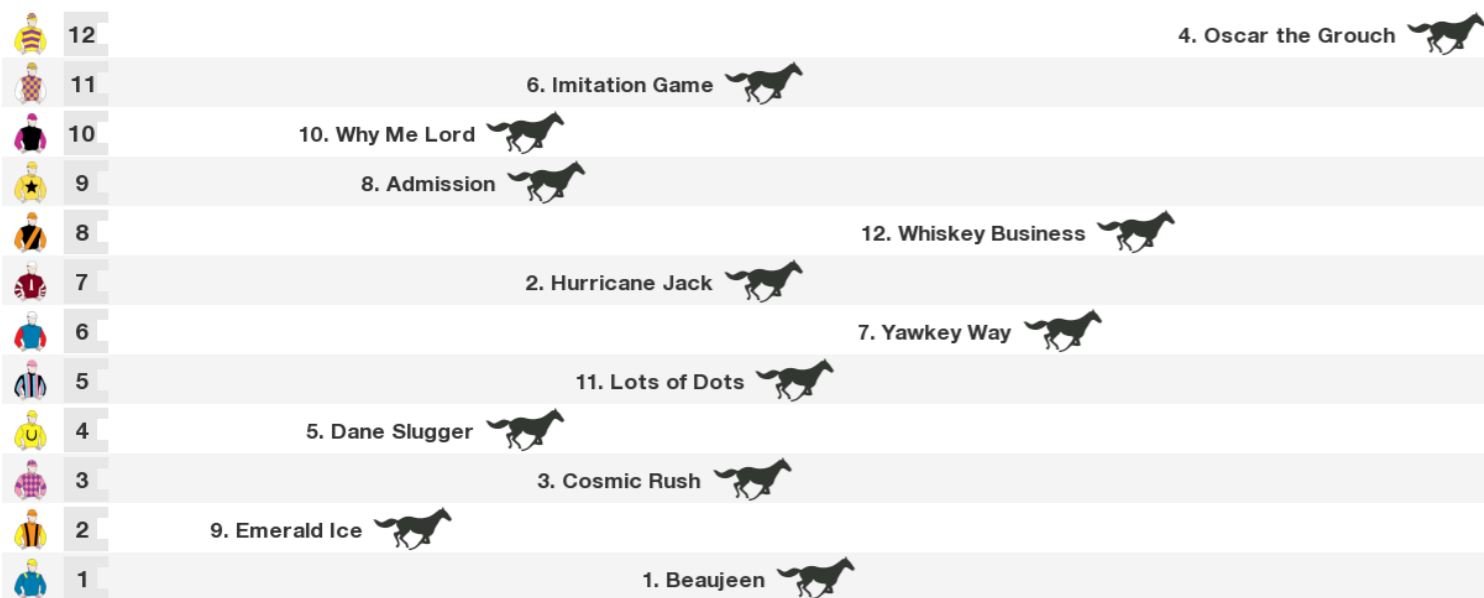 12 4. Oscar the Grouch
11 6. Imitation Game
10 10. Why Me Lord
9 8. Admission
8 12. Whiskey Business
7 2. Hurricane Jack
6 7. Yawkey Way
5 11. Lots of Dots
4 5. Dane Slugger
3 3. Cosmic Rush
2 9. Emerald Ice
1 1. Beaujeen